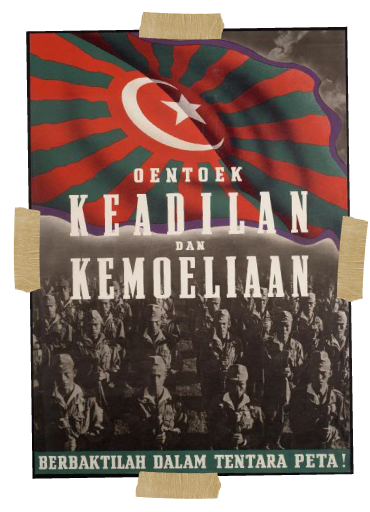 OENTOEK
KEADILAN
DAN
KEMOELIAAN
BERBAKTILAH DALAM TENTARA PETA!